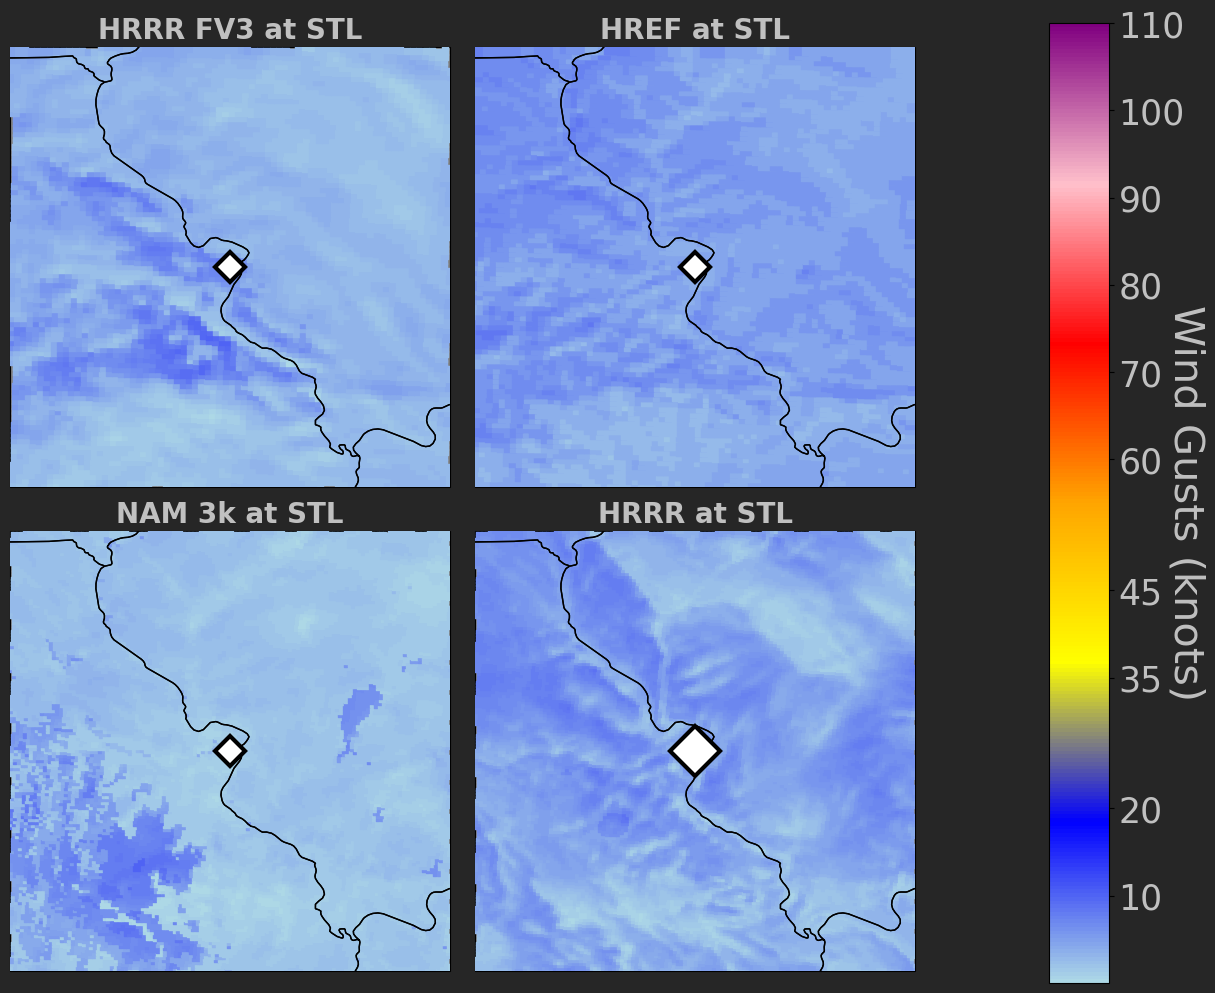 HRRR FV3 at STL
HREF at STL
NAM 3k at STL
HRRR at STL
110
100
90
80
70
60
45
35
20
10
Wind Gusts (knots)